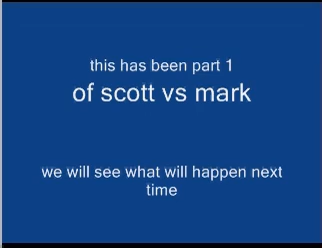 this has been part 1
of scott vs mark
we will see what will happen next
time